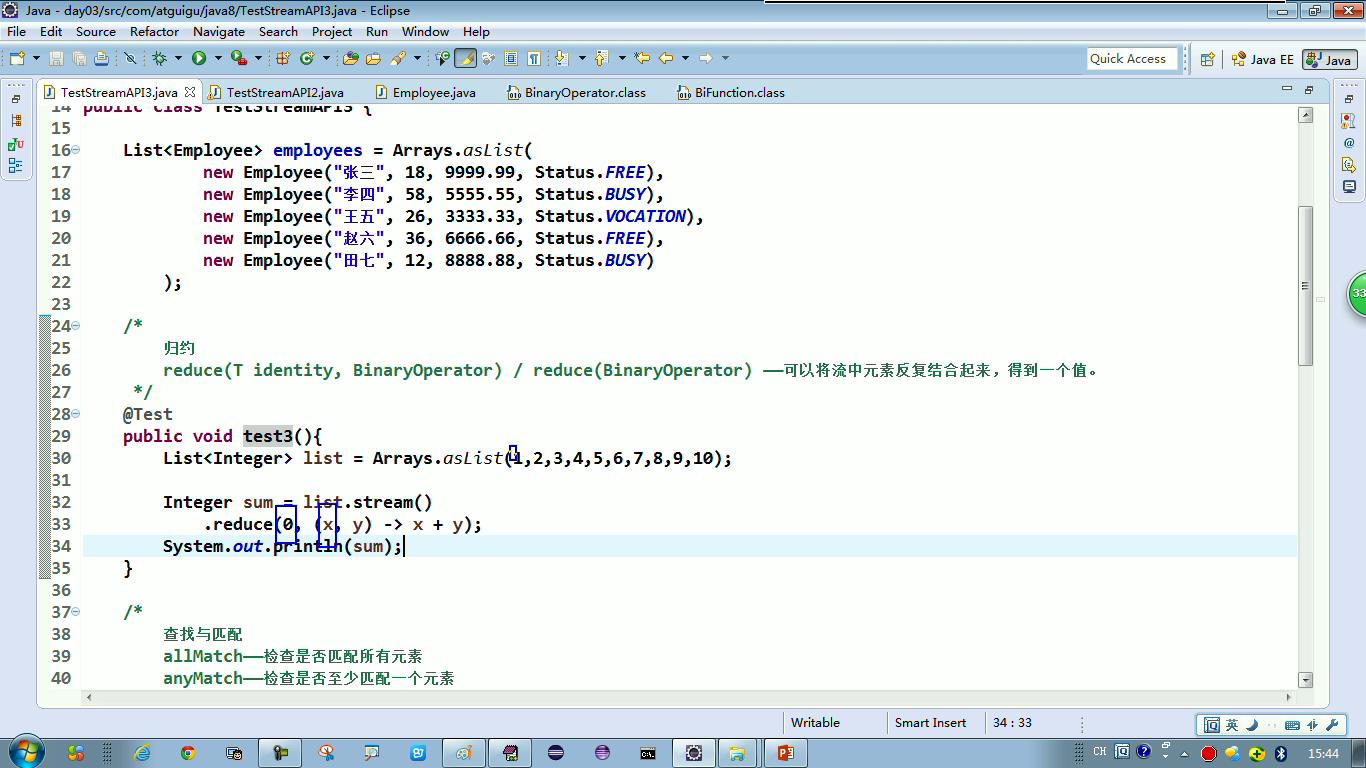 Java - day03/src/com/atguigu/java8/TestStreamAPI3.java - Eclipse
File Edit Source Refactor Navigate Search Project Run Window Help
Quick Access Java EE Java
TestStreamAPI3.java TestStreamAPI2.java Employee.java BinaryOperator.class BiFunction.class
14 public class TestStreamAPI3 {
15
16 List<Employee> employees = Arrays.asList(
17 new Employee("张三", 18, 9999.99, Status.FREE),
18 new Employee("李四", 58, 5555.55, Status.BUSY),
19 new Employee("王五", 26, 3333.33, Status.VOCATION),
20 new Employee("赵六", 36, 6666.66, Status.FREE),
21 new Employee("田七", 12, 8888.88, Status.BUSY)
22 );
23
24 /*
25 归约
26 reduce(T identity, BinaryOperator) / reduce(BinaryOperator) ——可以将流中元素反复结合起来，得到一个值。
27 */
28 @Test
29 public void test3(){
30 List<Integer> list = Arrays.asList(1,2,3,4,5,6,7,8,9,10);
31
32 Integer sum = list.stream()
33 .reduce(0, (x, y) -> x + y);
34 System.out.println(sum);
35 }
36
37 /*
38 查找与匹配
39 allMatch——检查是否匹配所有元素
40 anyMatch——检查是否至少匹配一个元素
33
Writable Smart Insert 34 : 33
英
CH 15:44